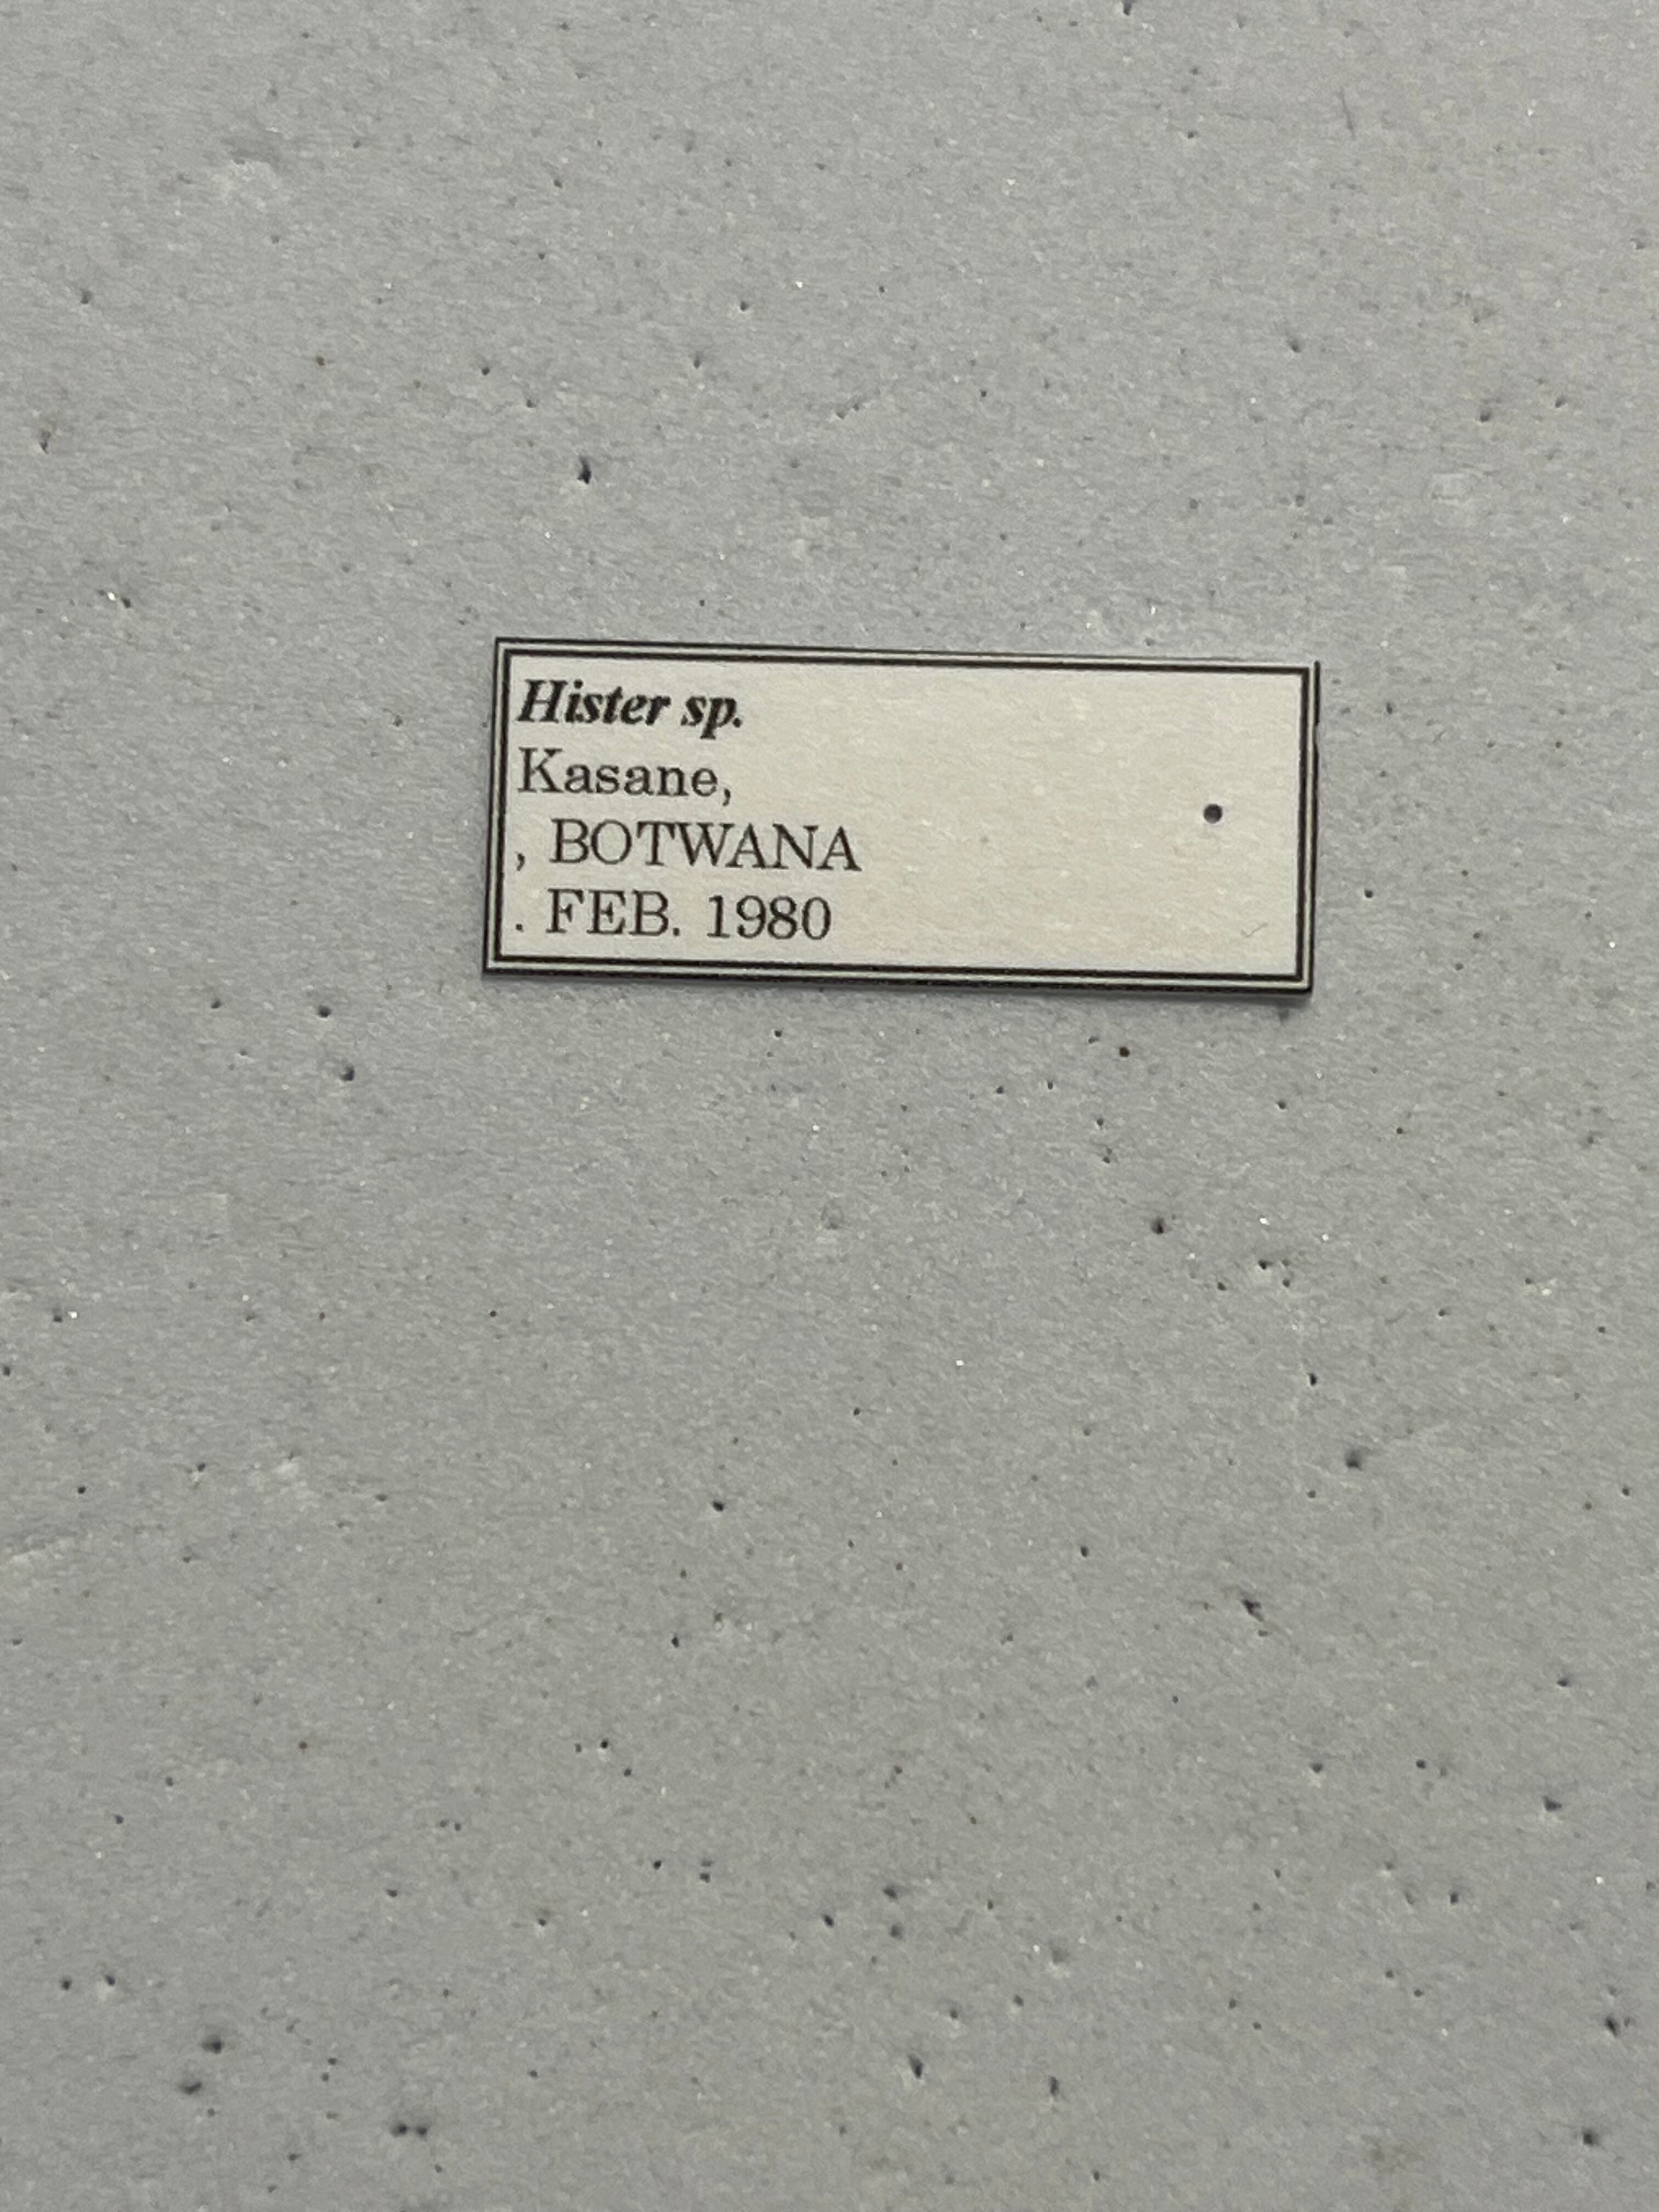 Hister sp.
Kasane,
, BOTWANA
. FEB. 1980